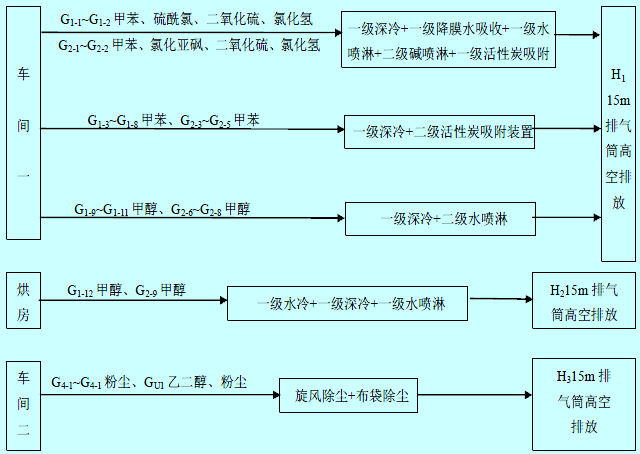 车间一
G1-1~G1-2 甲苯、硫酰氯、二氧化硫、氯化氢
G2-1~G2-2 甲苯、氯化亚砜、二氧化硫、氯化氢
一级深冷+一级降膜水吸收+一级水
喷淋+二级碱喷淋+一级活性炭吸附
G1-3~G1-8 甲苯、G2-3~G2-5 甲苯
一级深冷+二级活性炭吸附装置
G1-9~G1-11 甲醇、G2-6~G2-8 甲醇
一级深冷+二级水喷淋
H1
15m
排气
筒高
空排
放
烘
房
G1-12 甲醇、G2-9 甲醇
一级水冷+一级深冷+一级水喷淋
H215m 排气
筒高空排放
车
间
二
G4-1~G4-1 粉尘、GU1 乙二醇、粉尘
旋风除尘+布袋除尘
H315m 排
气筒高空
排放